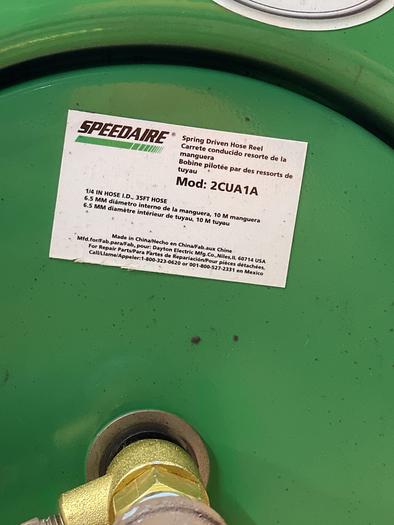 SPEEDAIRE®
Spring Driven Hose Reel
Carrete conducido resorte de la
manguera
Bobine pilotée par des ressorts de
tuyau
Mod: 2CUA1A
1/4 IN HOSE I.D., 35FT HOSE
6.5 MM diámetro interno de la manguera, 10 M manguera
6.5 MM diamètre intérieur de tuyau, 10 M tuyau
Made in China/Hecho en China/Fab.aux Chine
Mfd.for/Fab.para/Fab, pour: Dayton Electric Mfg.Co.,Niles,IL 60714 USA
For Repair Parts/Para Partes de Reparación/Pour pièces détachées,
Call/Llame/Appeler:1-800-323-0620 or 001-800-527-2331 en Mexico